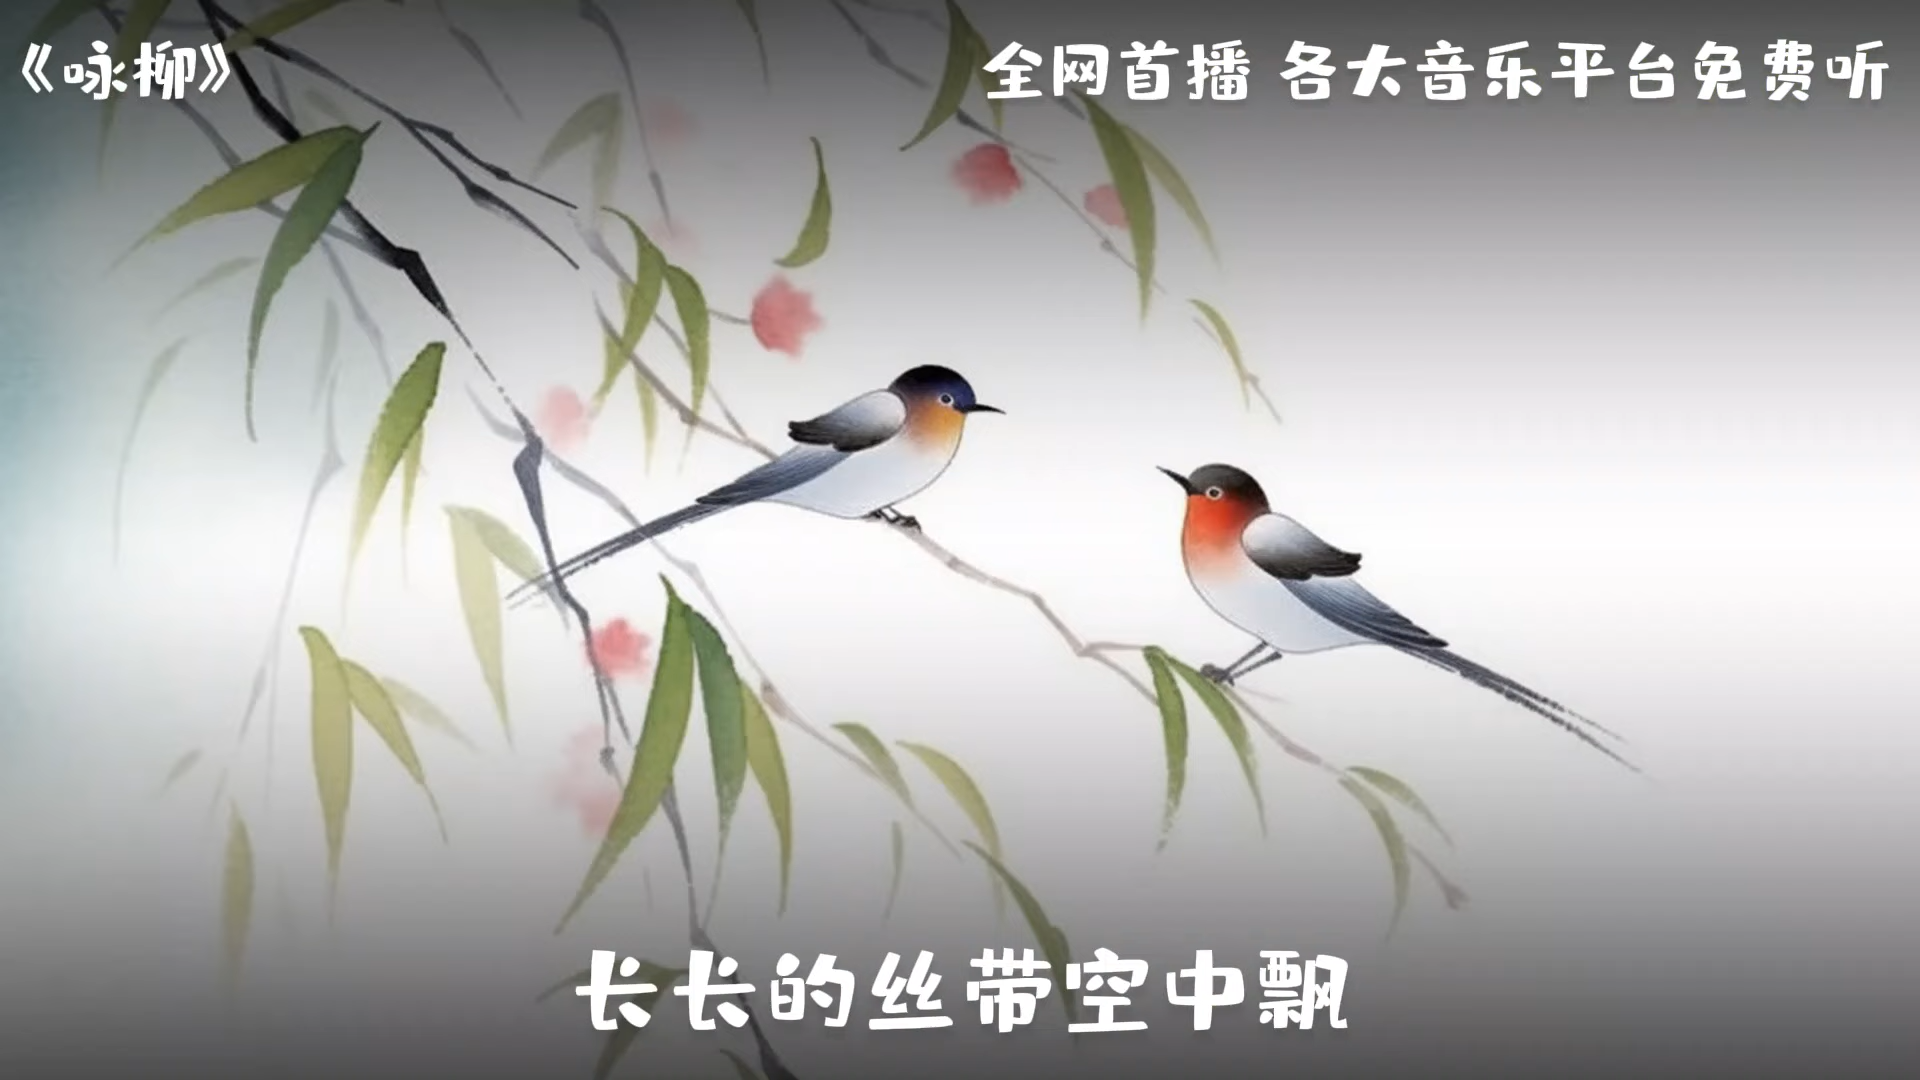 《咏柳》
全网首播 各大音乐平台免费听
长长的丝带空中飘